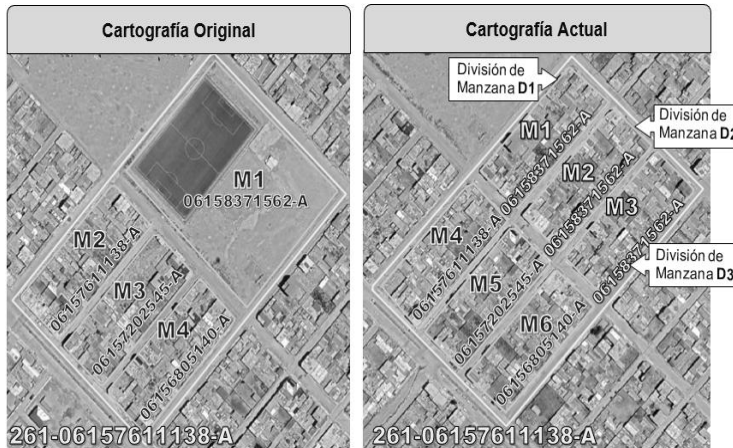 Cartografía Original
M1
06158371562-A
M2
06157611138-A
M3
06157202545-A
M4
06156805140-A
261-06157611138-A
Cartografía Actual
División de
Manzana D1
División de
Manzana D2
M1
06158371562-A
M2
06158371562-A
M3
06158371562-A
División de
Manzana D3
M4
06157611138-A
M5
06157202545-A
M6
06156805140-A
261-06157611138-A